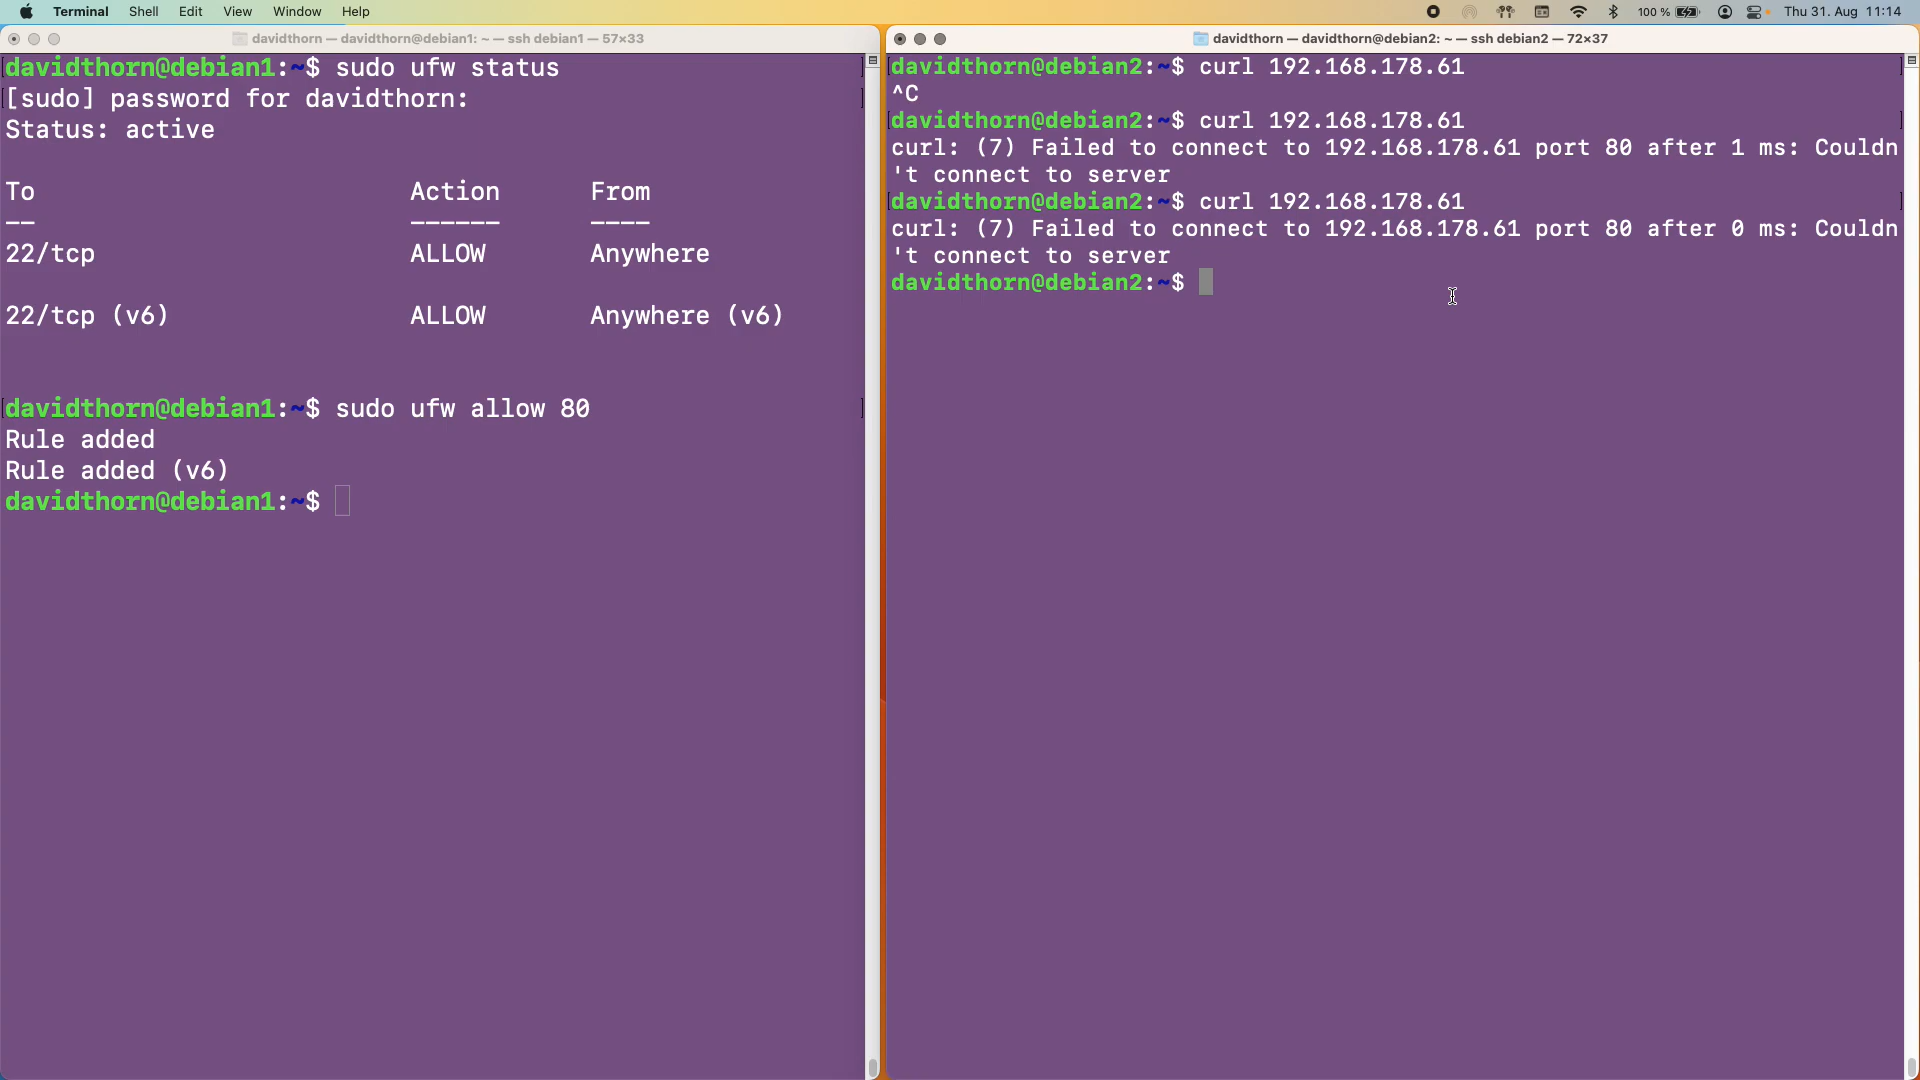 Terminal Shell Edit View Window Help 100 % Thu 31. Aug 11:14
davidthorn — davidthorn@debian1: ~ — ssh debian1 — 57×33
davidthorn@debian1:~$ sudo ufw status
[sudo] password for davidthorn:
Status: active
To Action From
-- ------ ----
22/tcp ALLOW Anywhere
22/tcp (v6) ALLOW Anywhere (v6)
davidthorn@debian1:~$ sudo ufw allow 80
Rule added
Rule added (v6)
davidthorn@debian1:~$
davidthorn — davidthorn@debian2: ~ — ssh debian2 — 72×37
davidthorn@debian2:~$ curl 192.168.178.61
^C
davidthorn@debian2:~$ curl 192.168.178.61
curl: (7) Failed to connect to 192.168.178.61 port 80 after 1 ms: Couldn
't connect to server
davidthorn@debian2:~$ curl 192.168.178.61
curl: (7) Failed to connect to 192.168.178.61 port 80 after 0 ms: Couldn
't connect to server
davidthorn@debian2:~$